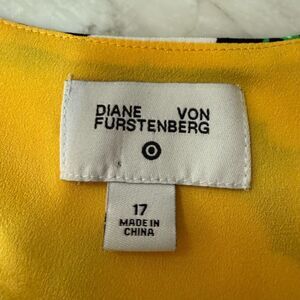 DIANE VON
FURSTENBERG
17
MADE IN
CHINA